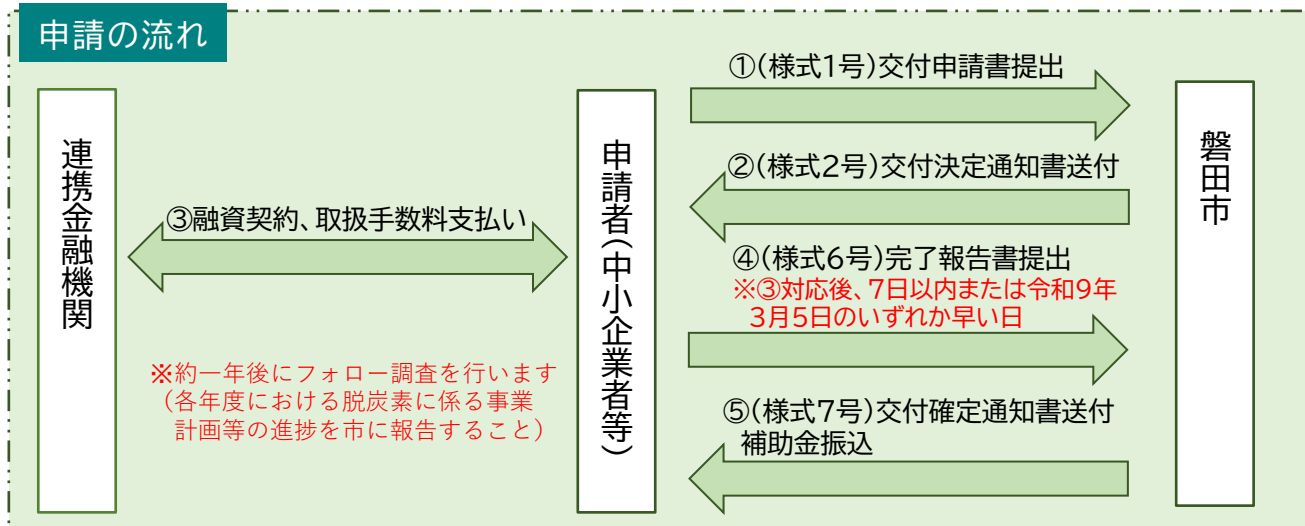 申請の流れ
連携金融機関
③融資契約、取扱手数料支払い
※約一年後にフォロー調査を行います
(各年度における脱炭素に係る事業
計画等の進捗を市に報告すること)
申請者(中小企業者等)
①(様式1号)交付申請書提出
②(様式2号)交付決定通知書送付
④(様式6号)完了報告書提出
※③対応後、7日以内または令和9年
3月5日のいずれか早い日
⑤(様式7号)交付確定通知書送付
補助金振込
磐田市